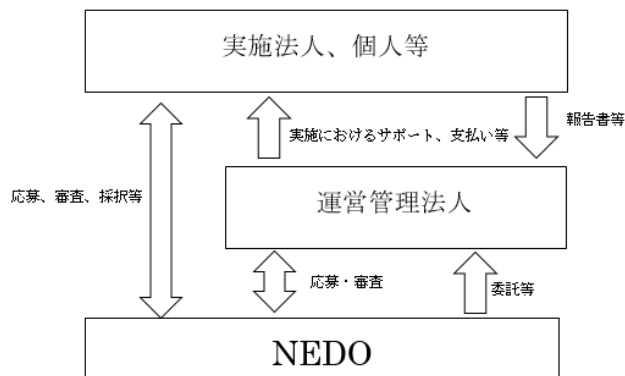 実施法人、個人等
報告書等
実施におけるサポート、支払い等
応募、審査、採択等
運営管理法人
応募・審査
委託等
NEDO